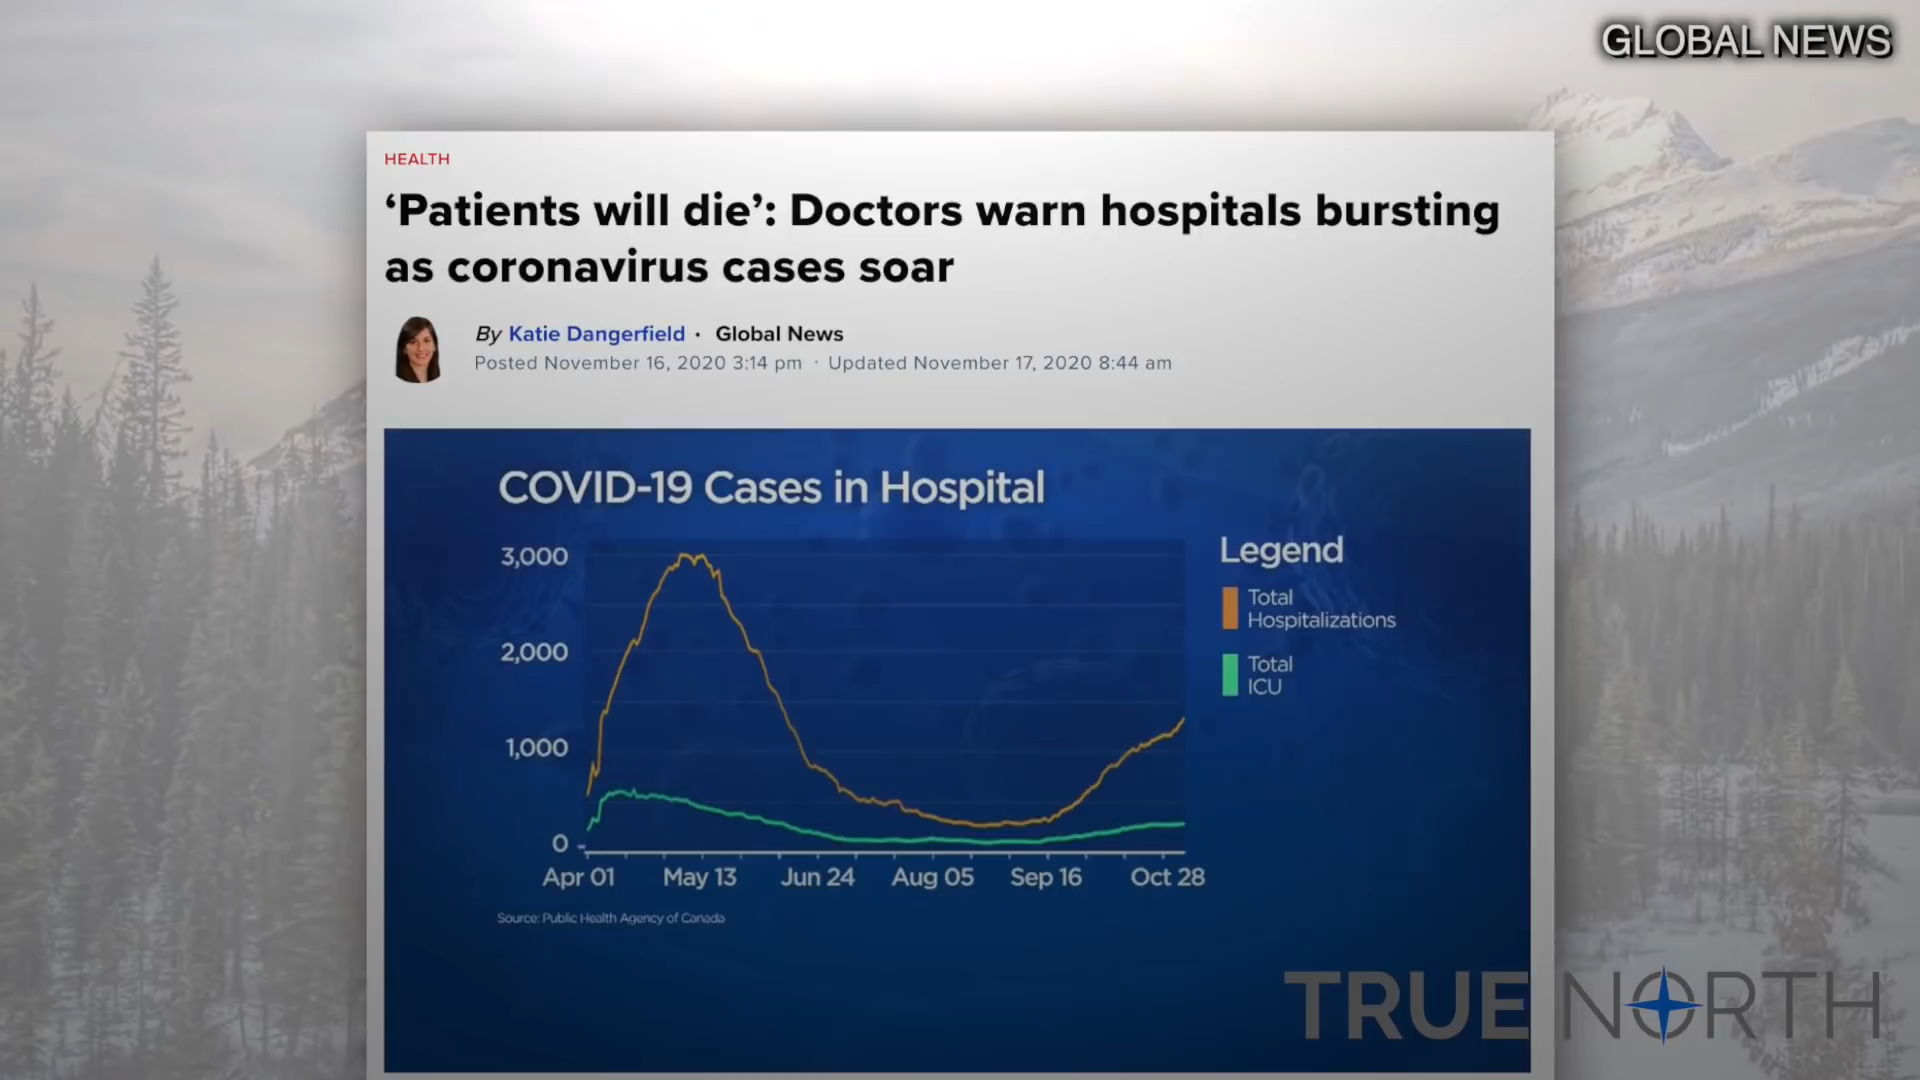 GLOBAL NEWS
HEALTH
‘Patients will die’: Doctors warn hospitals bursting
as coronavirus cases soar
By Katie Dangerfield · Global News
Posted November 16, 2020 3:14 pm · Updated November 17, 2020 8:44 am
COVID-19 Cases in Hospital
3,000
2,000
1,000
0
Apr 01 May 13 Jun 24 Aug 05 Sep 16 Oct 28
Legend
Total
Hospitalizations
Total
ICU
Source: Public Health Agency of Canada
TRUE NORTH